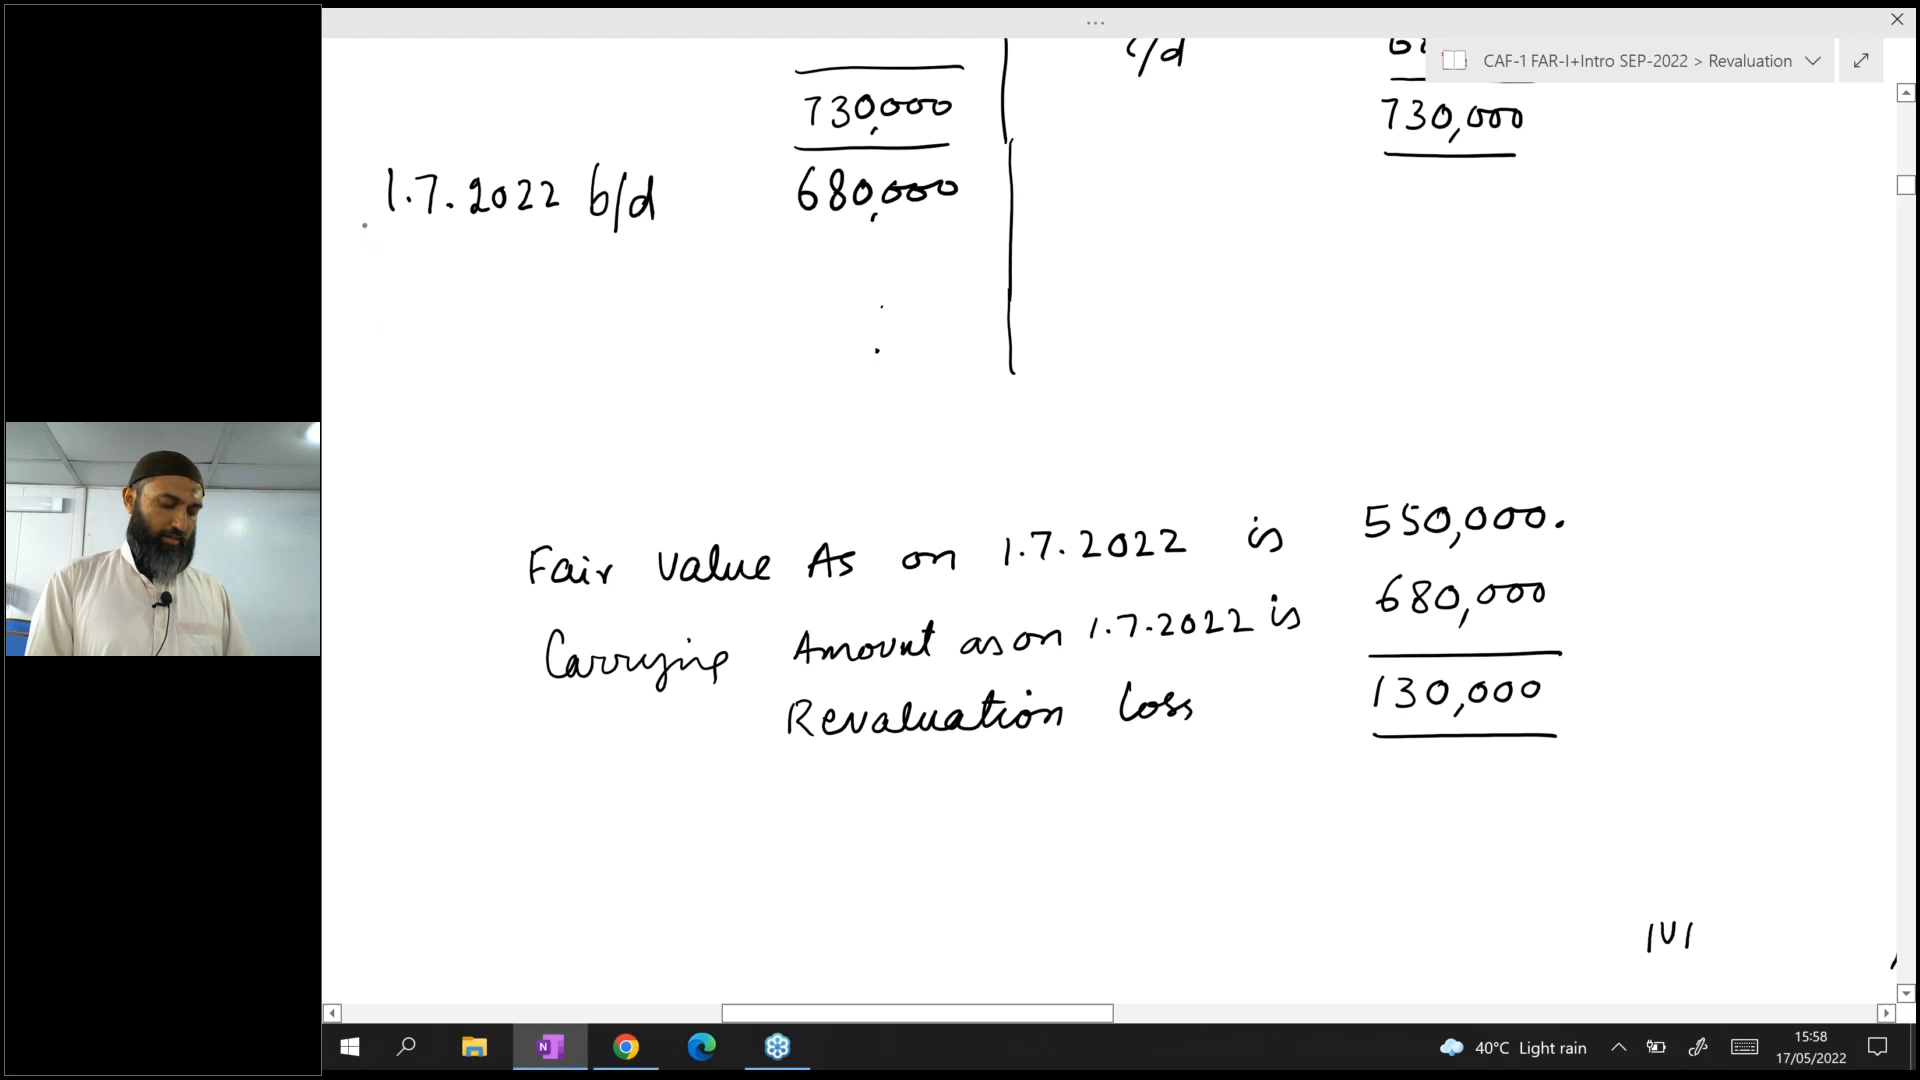 c/d
CAF-1 FAR-I+Intro SEP-2022 > Revaluation
730,000 730,000
1.7.2022 b/d 680,000
Fair value As on 1.7.2022 is 550,000.
Carrying Amount as on 1.7.2022 is 680,000
Revaluation loss 130,000
40°C Light rain
15:58
17/05/2022